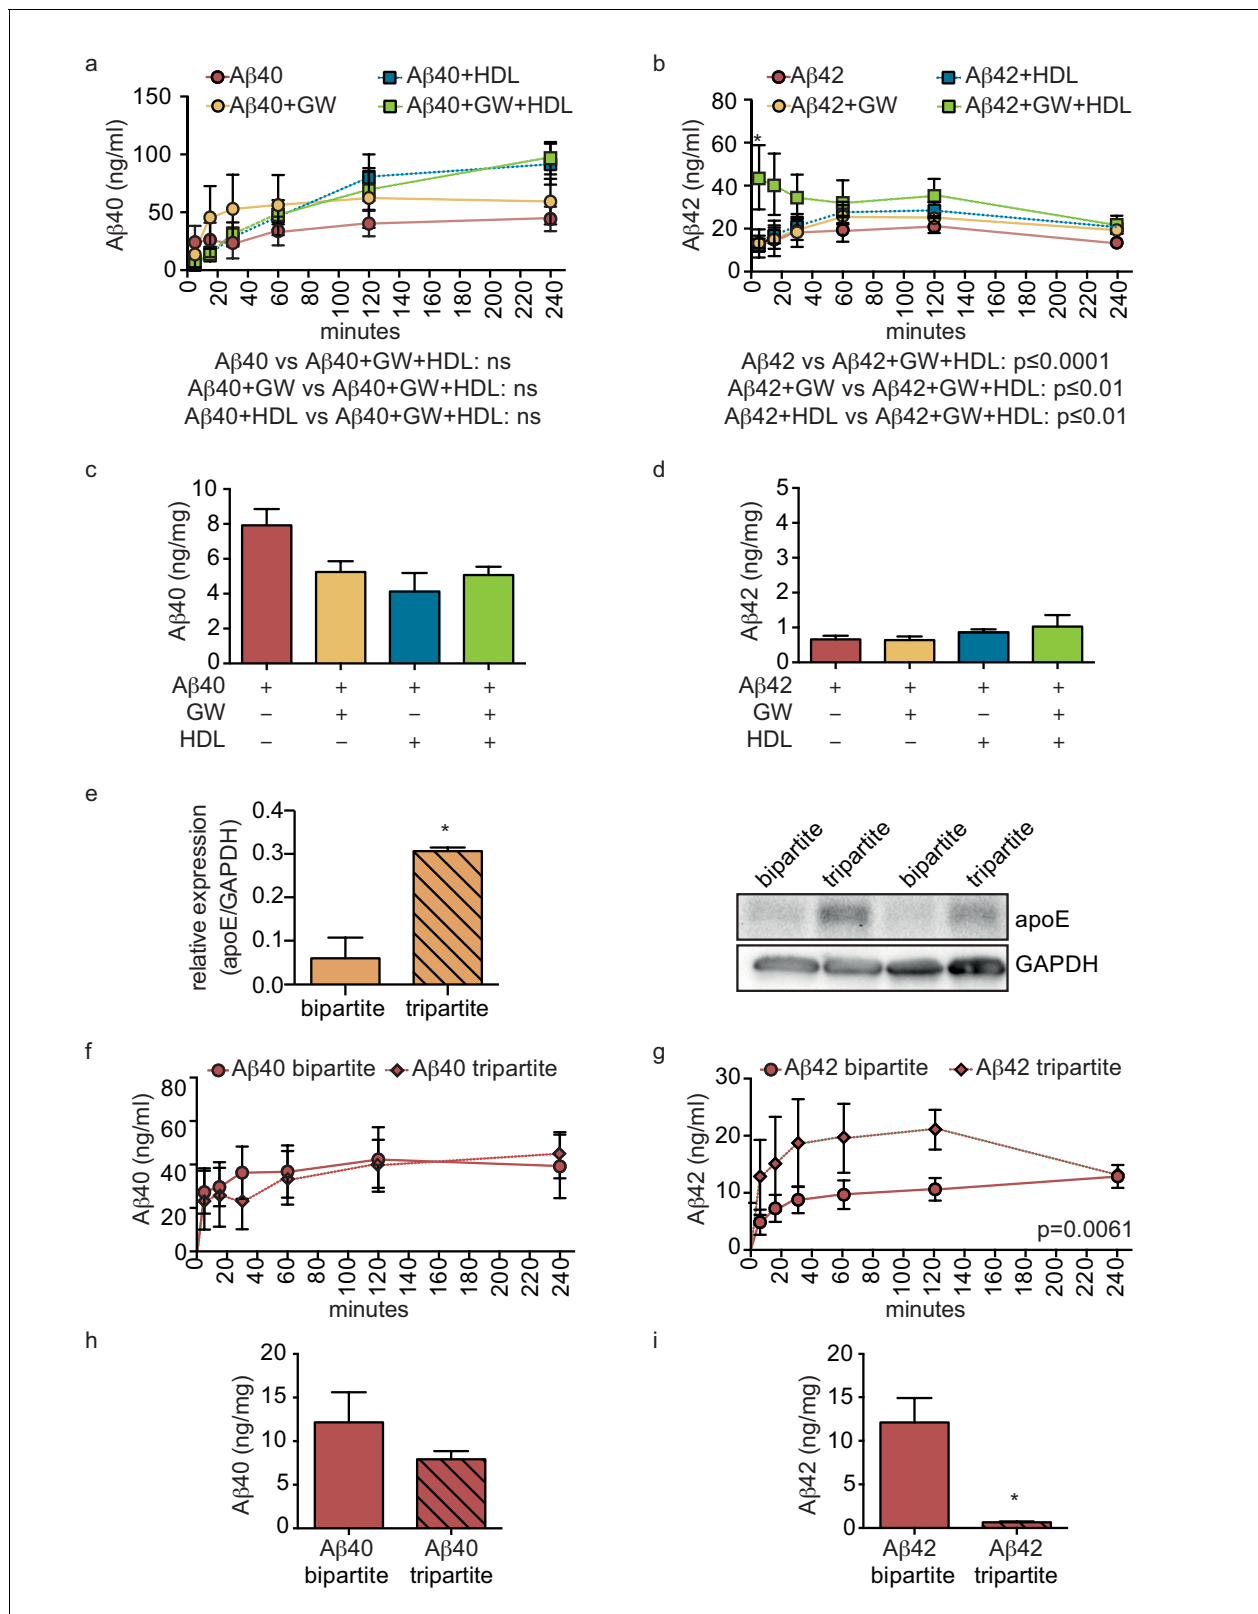 a
Aβ40
Aβ40+HDL
Aβ40+GW
Aβ40+GW+HDL
Aβ40 (ng/ml)
150
100
50
0
0 20 40 60 80 100 120 140 160 180 200 220 240
minutes
Aβ40 vs Aβ40+GW+HDL: ns
Aβ40+GW vs Aβ40+GW+HDL: ns
Aβ40+HDL vs Aβ40+GW+HDL: ns
b
Aβ42
Aβ42+HDL
Aβ42+GW
Aβ42+GW+HDL
Aβ42 (ng/ml)
80
60
40
20
0
*
0 20 40 60 80 100 120 140 160 180 200 220 240
minutes
Aβ42 vs Aβ42+GW+HDL: p≤0.0001
Aβ42+GW vs Aβ42+GW+HDL: p≤0.01
Aβ42+HDL vs Aβ42+GW+HDL: p≤0.01
c
Aβ40 (ng/mg)
10
8
6
4
2
0
Aβ40 + + + +
GW – + – +
HDL – – + +
d
Aβ42 (ng/mg)
5
4
3
2
1
0
Aβ42 + + + +
GW – + – +
HDL – – + +
e
relative expression
(apoE/GAPDH)
0.4
0.3
0.2
0.1
0.0
*
bipartite tripartite
bipartite tripartite bipartite tripartite
apoE
GAPDH
f
Aβ40 bipartite Aβ40 tripartite
Aβ40 (ng/ml)
80
60
40
20
0
0 20 40 60 80 100 120 140 160 180 200 220 240
minutes
g
Aβ42 bipartite Aβ42 tripartite
Aβ42 (ng/ml)
30
20
10
0
p=0.0061
0 20 40 60 80 100 120 140 160 180 200 220 240
minutes
h
Aβ40 (ng/mg)
20
15
10
5
0
Aβ40 Aβ40
bipartite tripartite
i
Aβ42 (ng/mg)
20
15
10
5
0
*
Aβ42 Aβ42
bipartite tripartite